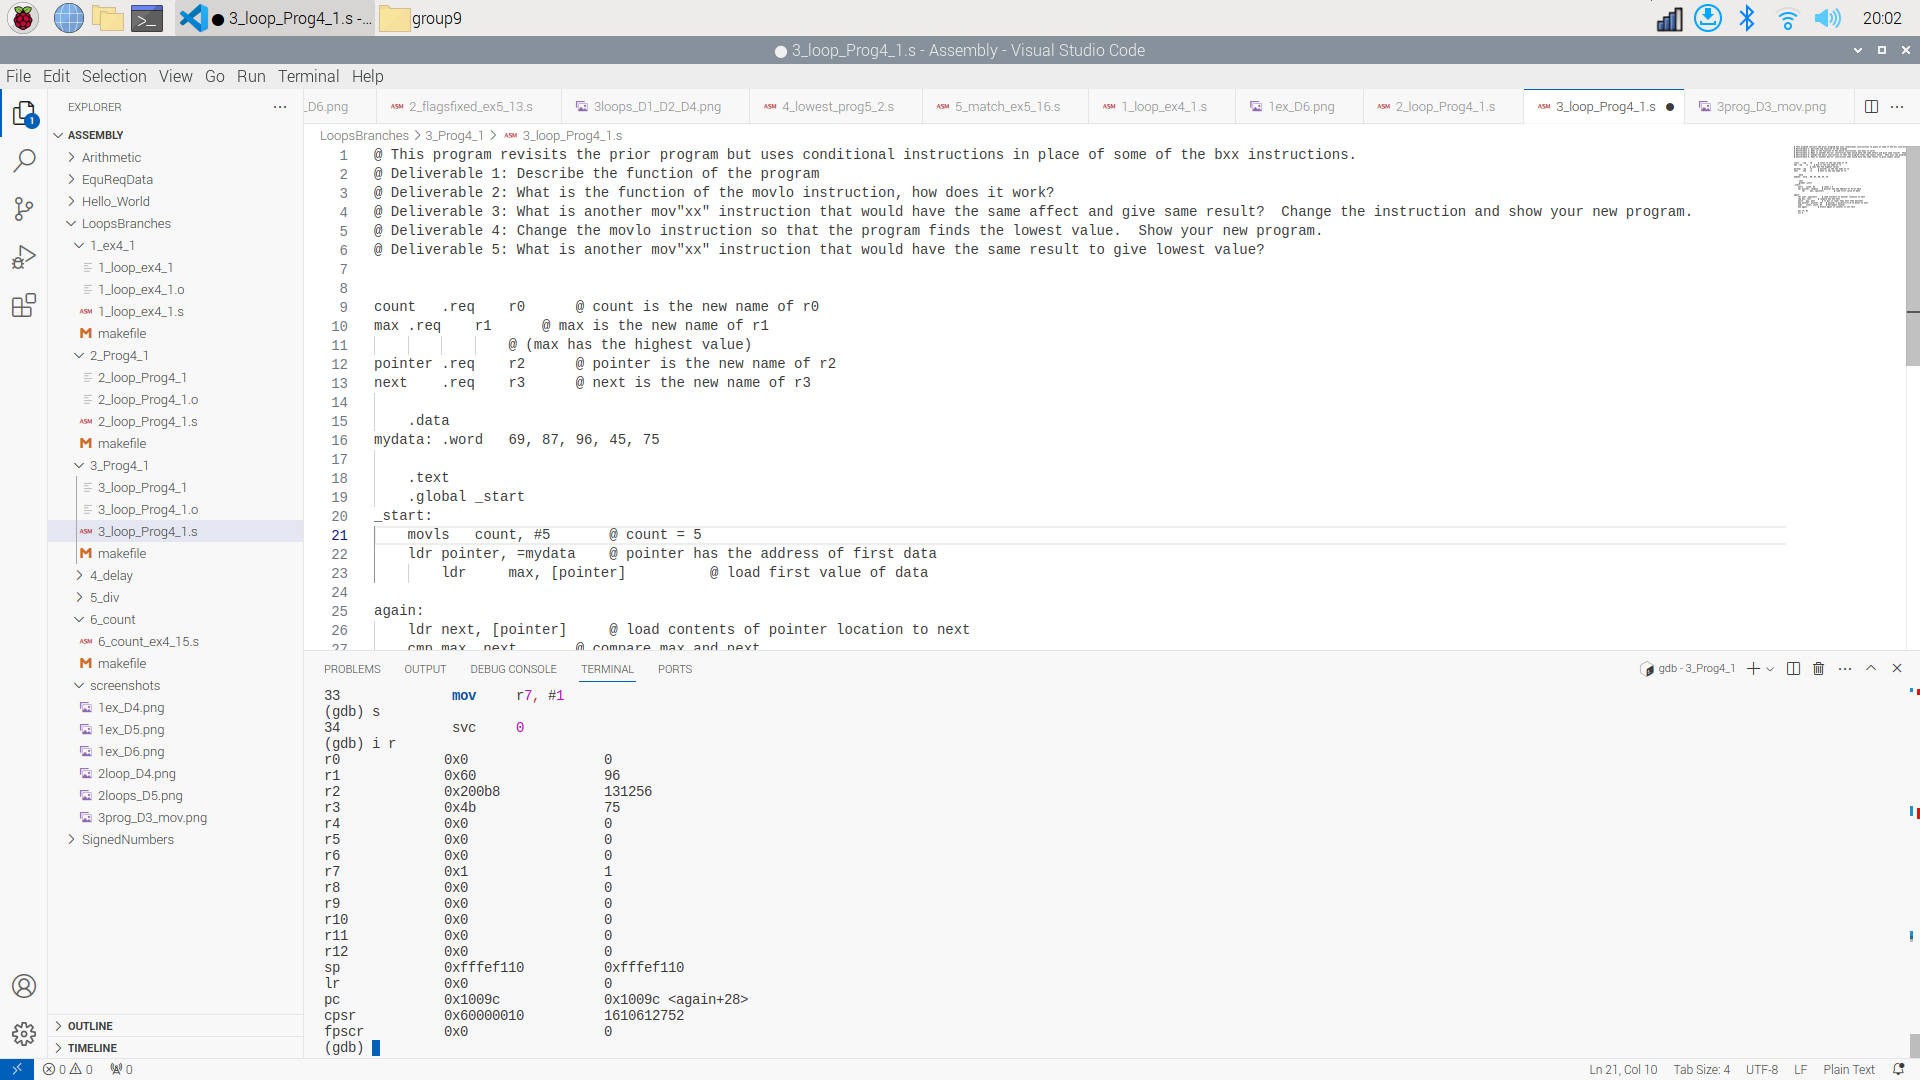 3_loop_Prog4_1.s -...
group9
20:02
3_loop_Prog4_1.s - Assembly - Visual Studio Code
File Edit Selection View Go Run Terminal Help
EXPLORER
_D6.png 2_flagsfixed_ex5_13.s 3loops_D1_D2_D4.png 4_lowest_prog5_2.s 5_match_ex5_16.s 1_loop_ex4_1.s 1ex_D6.png 2_loop_Prog4_1.s 3_loop_Prog4_1.s 3prog_D3_mov.png
1
ASSEMBLY
Arithmetic
EquReqData
Hello_World
LoopsBranches
1_ex4_1
1_loop_ex4_1
1_loop_ex4_1.o
ASM 1_loop_ex4_1.s
M makefile
2_Prog4_1
2_loop_Prog4_1
2_loop_Prog4_1.o
ASM 2_loop_Prog4_1.s
M makefile
3_Prog4_1
3_loop_Prog4_1
3_loop_Prog4_1.o
ASM 3_loop_Prog4_1.s
M makefile
4_delay
5_div
6_count
ASM 6_count_ex4_15.s
M makefile
screenshots
1ex_D4.png
1ex_D5.png
1ex_D6.png
2loop_D4.png
2loops_D5.png
3prog_D3_mov.png
SignedNumbers
OUTLINE
TIMELINE
LoopsBranches > 3_Prog4_1 > ASM 3_loop_Prog4_1.s
1 @ This program revisits the prior program but uses conditional instructions in place of some of the bxx instructions.
2 @ Deliverable 1: Describe the function of the program
3 @ Deliverable 2: What is the function of the movlo instruction, how does it work?
4 @ Deliverable 3: What is another mov"xx" instruction that would have the same affect and give same result?  Change the instruction and show your new program.
5 @ Deliverable 4: Change the movlo instruction so that the program finds the lowest value.  Show your new program.
6 @ Deliverable 5: What is another mov"xx" instruction that would have the same result to give lowest value?
7
8
9 count   .req    r0      @ count is the new name of r0
10 max .req    r1      @ max is the new name of r1
11                 @ (max has the highest value)
12 pointer .req    r2      @ pointer is the new name of r2
13 next    .req    r3      @ next is the new name of r3
14
15     .data
16 mydata: .word   69, 87, 96, 45, 75
17
18     .text
19     .global _start
20 _start:
21     movls   count, #5       @ count = 5
22     ldr pointer, =mydata    @ pointer has the address of first data
23         ldr     max, [pointer]          @ load first value of data
24
25 again:
26     ldr next, [pointer]     @ load contents of pointer location to next
27     cmp max, next       @ compare max and next
PROBLEMS OUTPUT DEBUG CONSOLE TERMINAL PORTS
gdb - 3_Prog4_1
33              mov     r7, #1
(gdb) s
34              svc     0
(gdb) i r
r0             0x0                 0
r1             0x60                96
r2             0x200b8             131256
r3             0x4b                75
r4             0x0                 0
r5             0x0                 0
r6             0x0                 0
r7             0x1                 1
r8             0x0                 0
r9             0x0                 0
r10            0x0                 0
r11            0x0                 0
r12            0x0                 0
sp             0xfffef110          0xfffef110
lr             0x0                 0
pc             0x1009c             0x1009c <again+28>
cpsr           0x60000010          1610612752
fpscr          0x0                 0
(gdb)
0 0 0 Ln 21, Col 10 Tab Size: 4 UTF-8 LF Plain Text